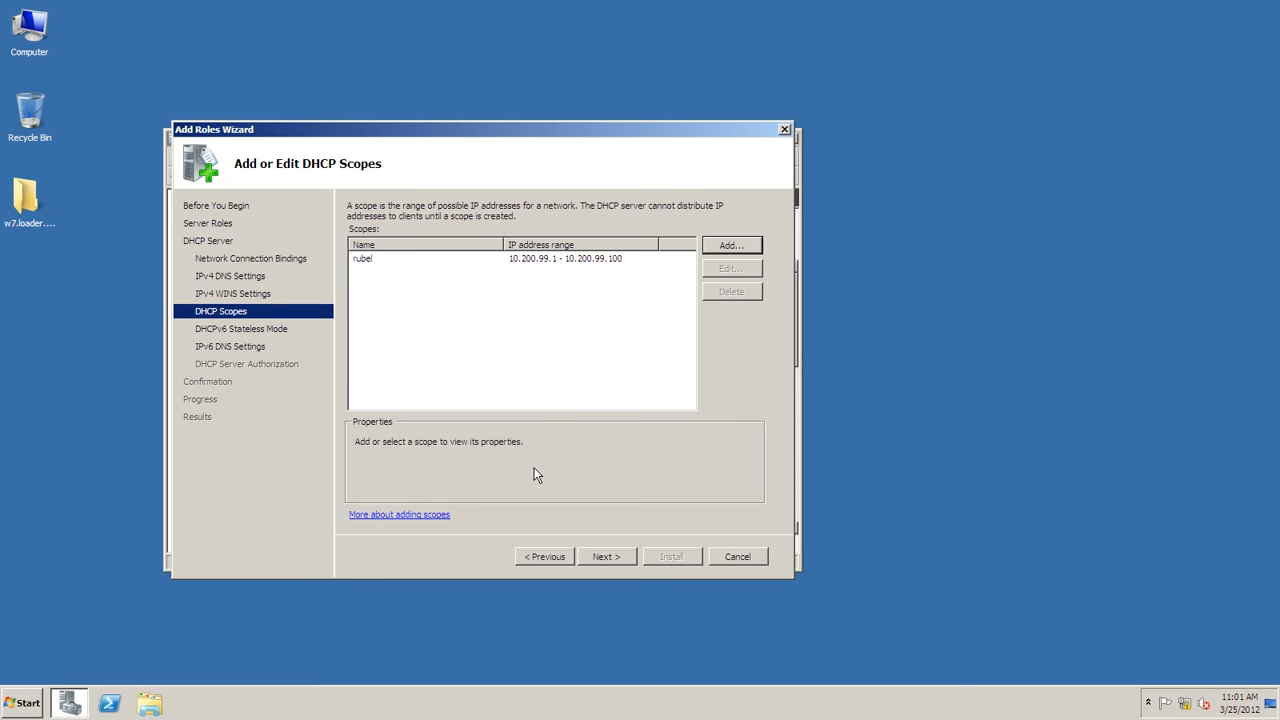 Computer
Recycle Bin
w7.loader....
Add Roles Wizard
Add or Edit DHCP Scopes
Before You Begin
Server Roles
DHCP Server
Network Connection Bindings
IPv4 DNS Settings
IPv4 WINS Settings
DHCP Scopes
DHCPv6 Stateless Mode
IPv6 DNS Settings
DHCP Server Authorization
Confirmation
Progress
Results
A scope is the range of possible IP addresses for a network. The DHCP server cannot distribute IP
addresses to clients until a scope is created.
Scopes:
Name IP address range
rubel 10.200.99.1 - 10.200.99.100
Add...
Edit...
Delete
Properties
Add or select a scope to view its properties.
More about adding scopes
< Previous Next > Install Cancel
Start
11:01 AM
3/25/2012